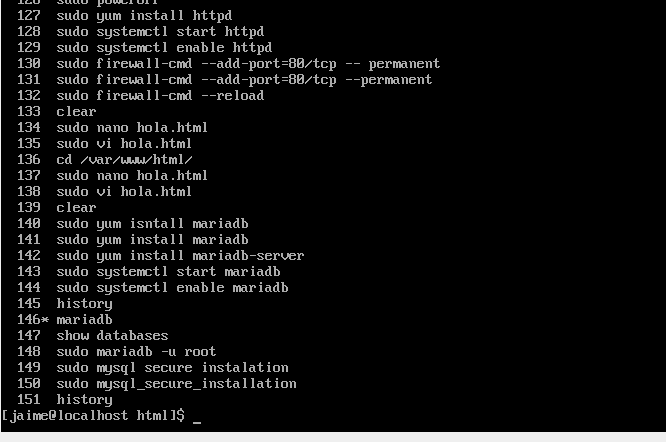 126 sudo poweroff
127 sudo yum install httpd
128 sudo systemctl start httpd
129 sudo systemctl enable httpd
130 sudo firewall-cmd --add-port=80/tcp -- permanent
131 sudo firewall-cmd --add-port=80/tcp --permanent
132 sudo firewall-cmd --reload
133 clear
134 sudo nano hola.html
135 sudo vi hola.html
136 cd /var/www/html/
137 sudo nano hola.html
138 sudo vi hola.html
139 clear
140 sudo yum isntall mariadb
141 sudo yum install mariadb
142 sudo yum install mariadb-server
143 sudo systemctl start mariadb
144 sudo systemctl enable mariadb
145 history
146* mariadb
147 show databases
148 sudo mariadb -u root
149 sudo mysql secure instalation
150 sudo mysql_secure_installation
151 history
[jaime@localhost html]$ _